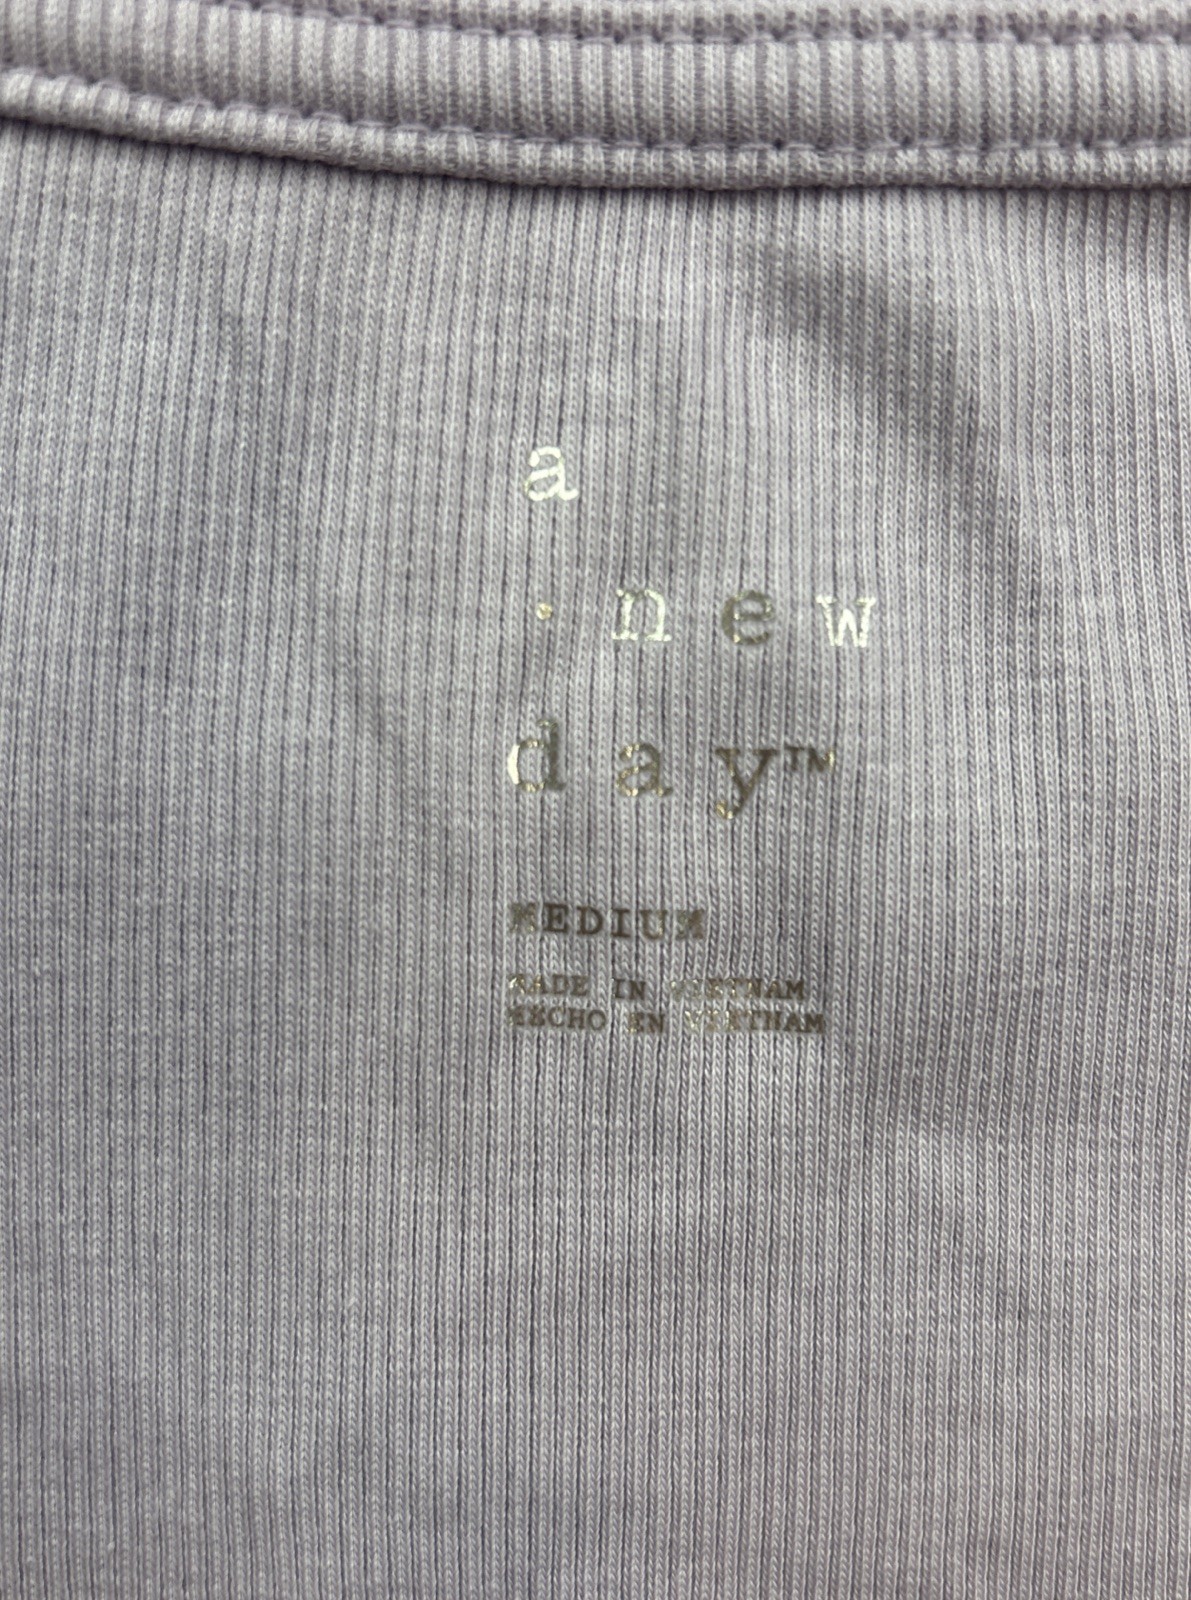 a
· new
day™
MEDIUM
MADE IN VIETNAM
HECHO EN VIETNAM